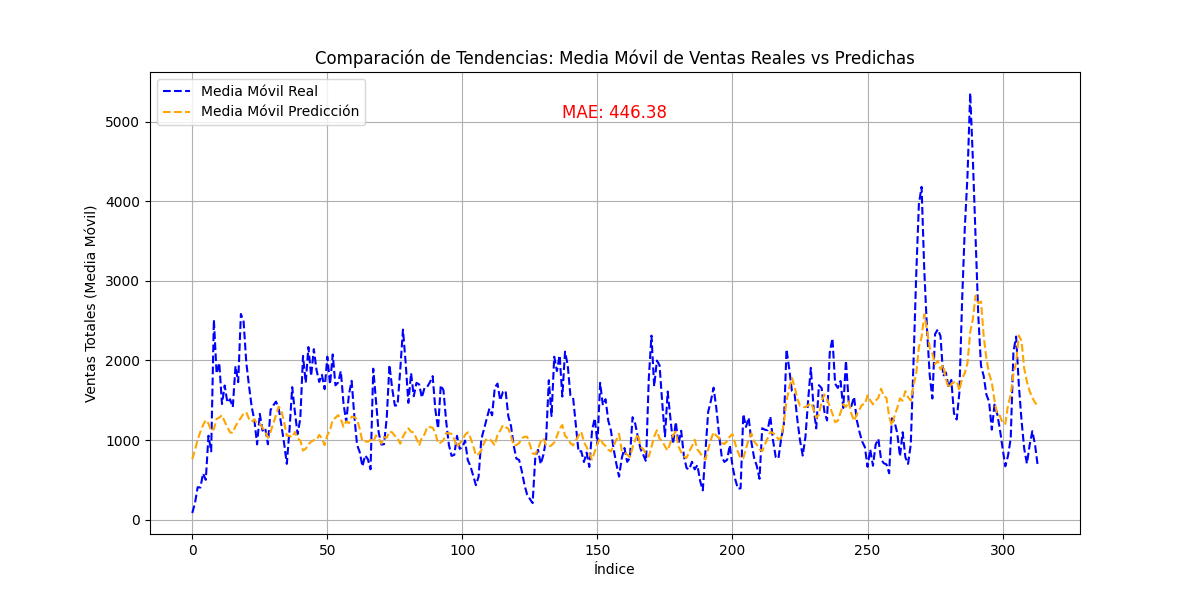 Comparación de Tendencias: Media Móvil de Ventas Reales vs Predichas
Media Móvil Real
Media Móvil Predicción
MAE: 446.38
Ventas Totales (Media Móvil)
5000
4000
3000
2000
1000
0
0 50 100 150 200 250 300
Índice